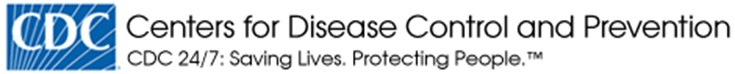 CDC Centers for Disease Control and Prevention
CDC 24/7: Saving Lives. Protecting People.™